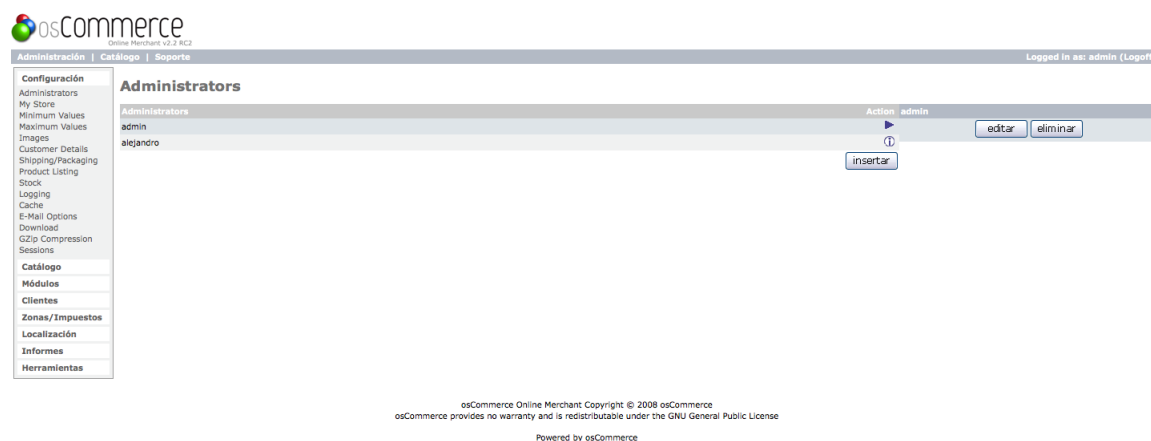 osCommerce
Online Merchant v2.2 RC2
Administración | Catálogo | Soporte
Logged in as: admin (Logoff
Configuración
Administrators
My Store
Minimum Values
Maximum Values
Images
Customer Details
Shipping/Packaging
Product Listing
Stock
Logging
Cache
E-Mail Options
Download
GZip Compression
Sessions
Catálogo
Módulos
Clientes
Zonas/Impuestos
Localización
Informes
Herramientas
Administrators
Administrators Action
admin
alejandro
insertar
admin
editar eliminar
osCommerce Online Merchant Copyright © 2008 osCommerce
osCommerce provides no warranty and is redistributable under the GNU General Public License
Powered by osCommerce